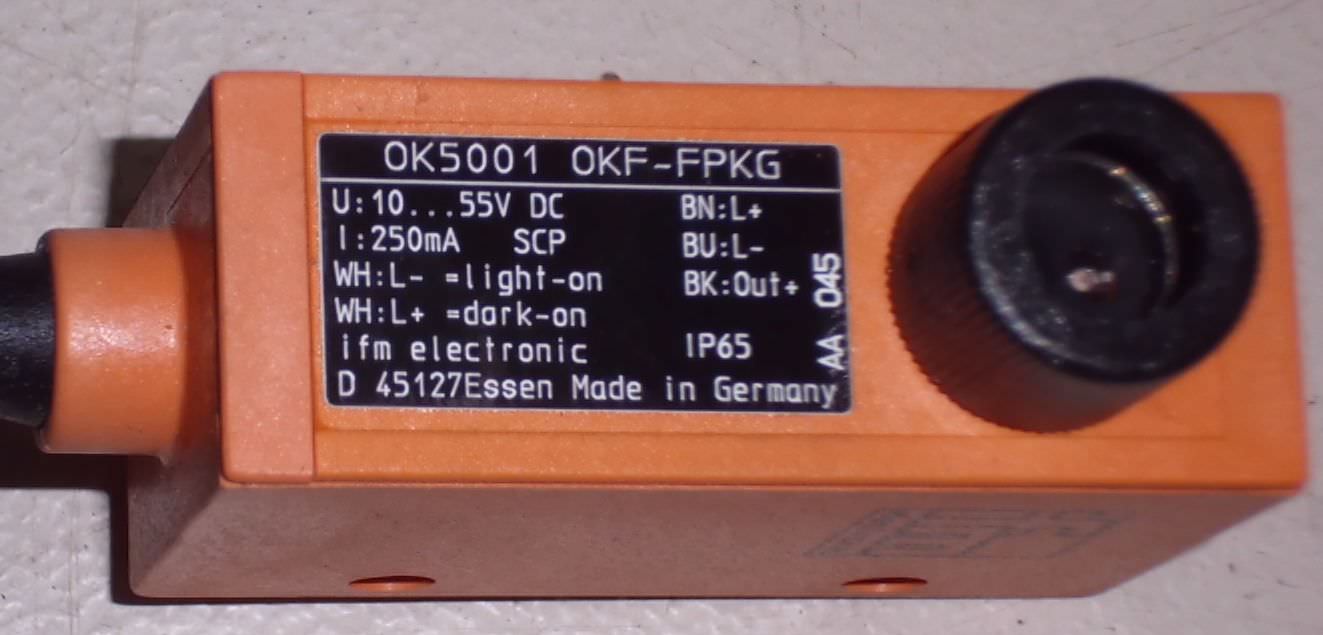 OK5001 OKF-FPKG
U:10...55V DC BN:L+
I:250mA SCP BU:L-
WH:L- =light-on BK:Out+
WH:L+ =dark-on
ifm electronic IP65
D 45127Essen Made in Germany
AA 045